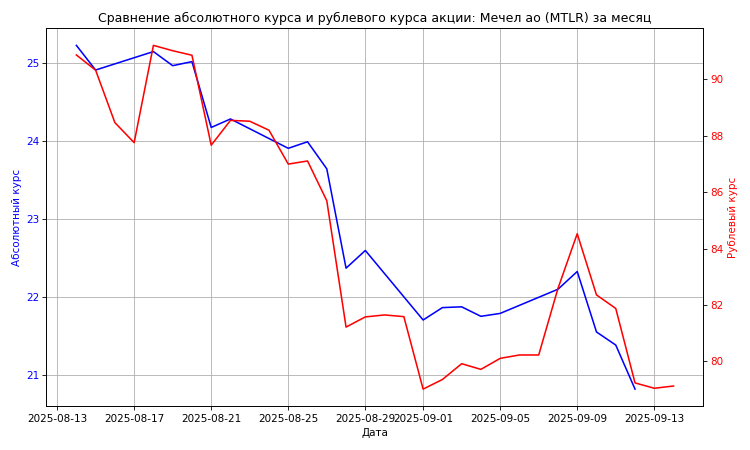 Сравнение абсолютного курса и рублевого курса акции: Мечел ао (MTLR) за месяц
Абсолютный курс
25
24
23
22
21
90
88
86
84
82
80
Рублевый курс
2025-08-13 2025-08-17 2025-08-21 2025-08-25 2025-08-29 2025-09-01 2025-09-05 2025-09-09 2025-09-13
Дата